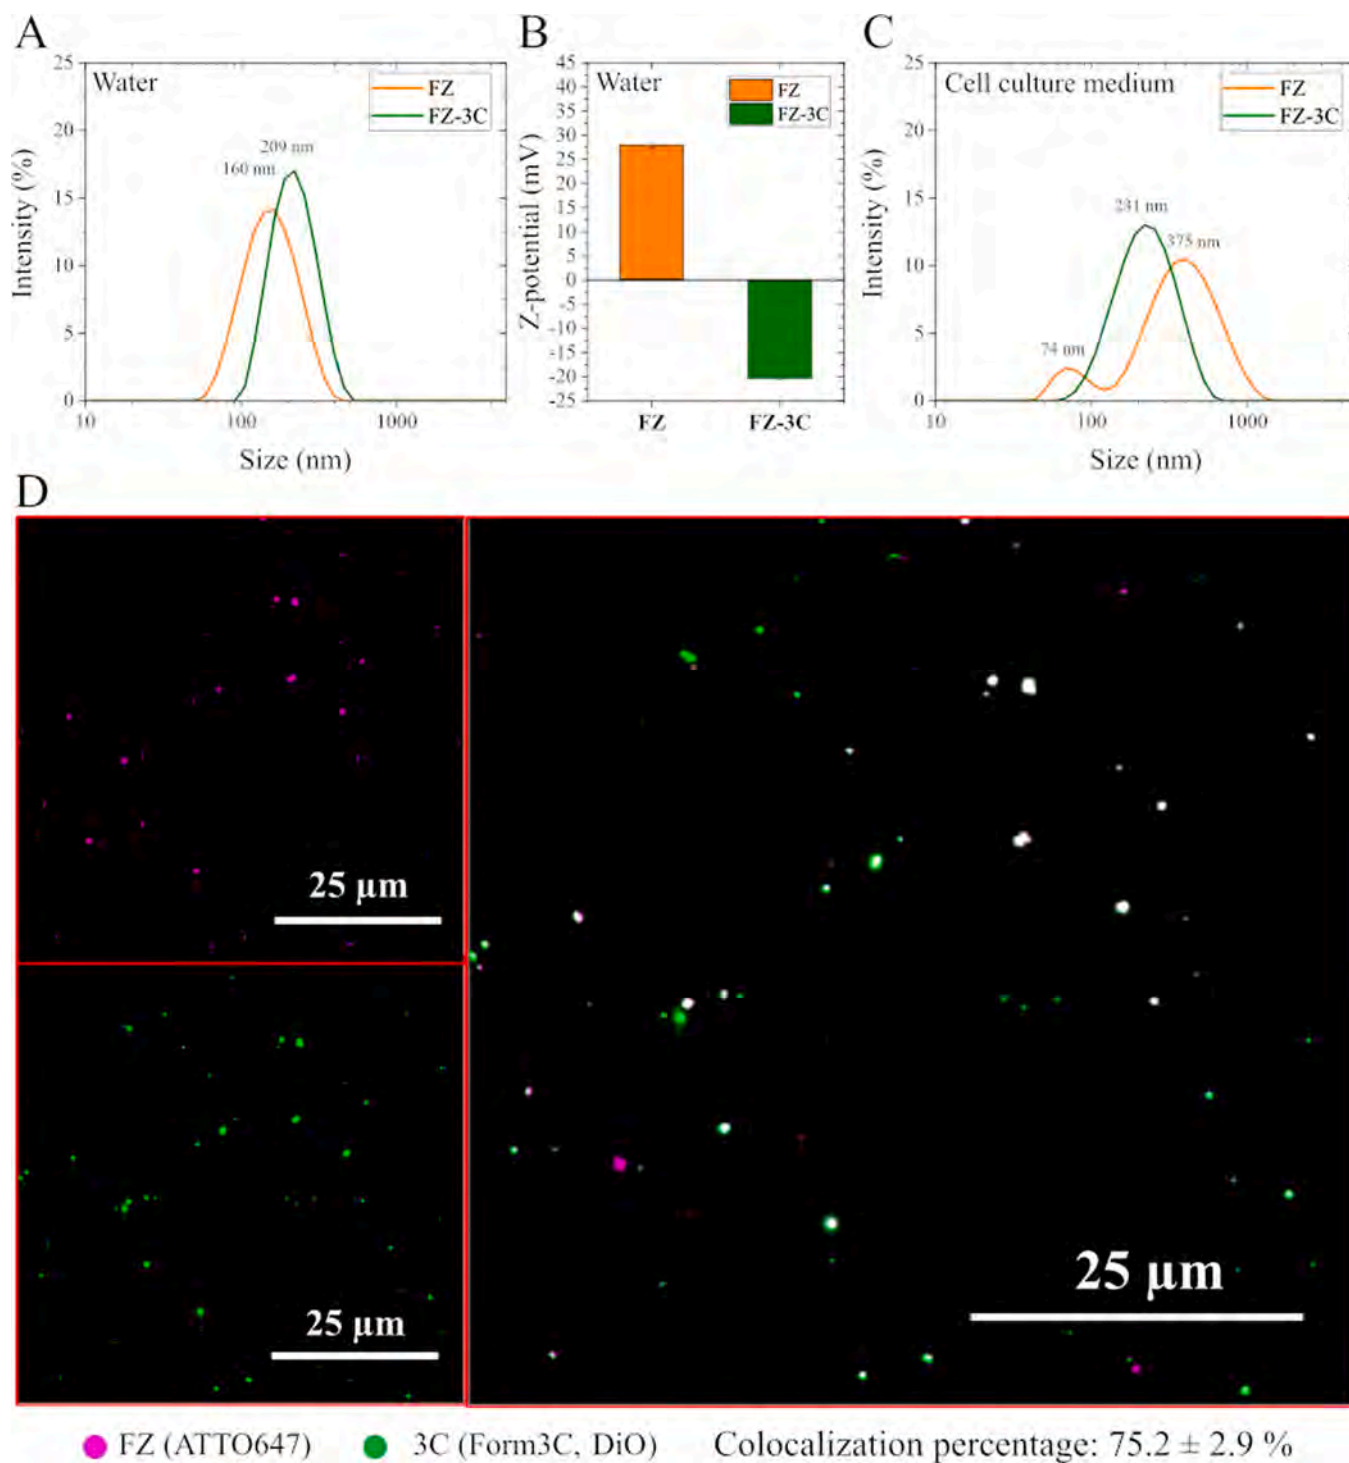 A
Water
FZ
FZ-3C
209 nm
160 nm
25
20
15
10
5
0
Intensity (%)
10
100
1000
Size (nm)
B
Water
FZ
FZ-3C
45
40
35
30
25
20
15
10
5
0
-5
-10
-15
-20
-25
Z-potential (mV)
FZ
FZ-3C
C
Cell culture medium
FZ
FZ-3C
231 nm
375 nm
74 nm
25
20
15
10
5
0
Intensity (%)
10
100
1000
Size (nm)
D
25 µm
25 µm
25 µm
FZ (ATTO647)
3C (Form3C, DiO)
Colocalization percentage: 75.2 ± 2.9 %